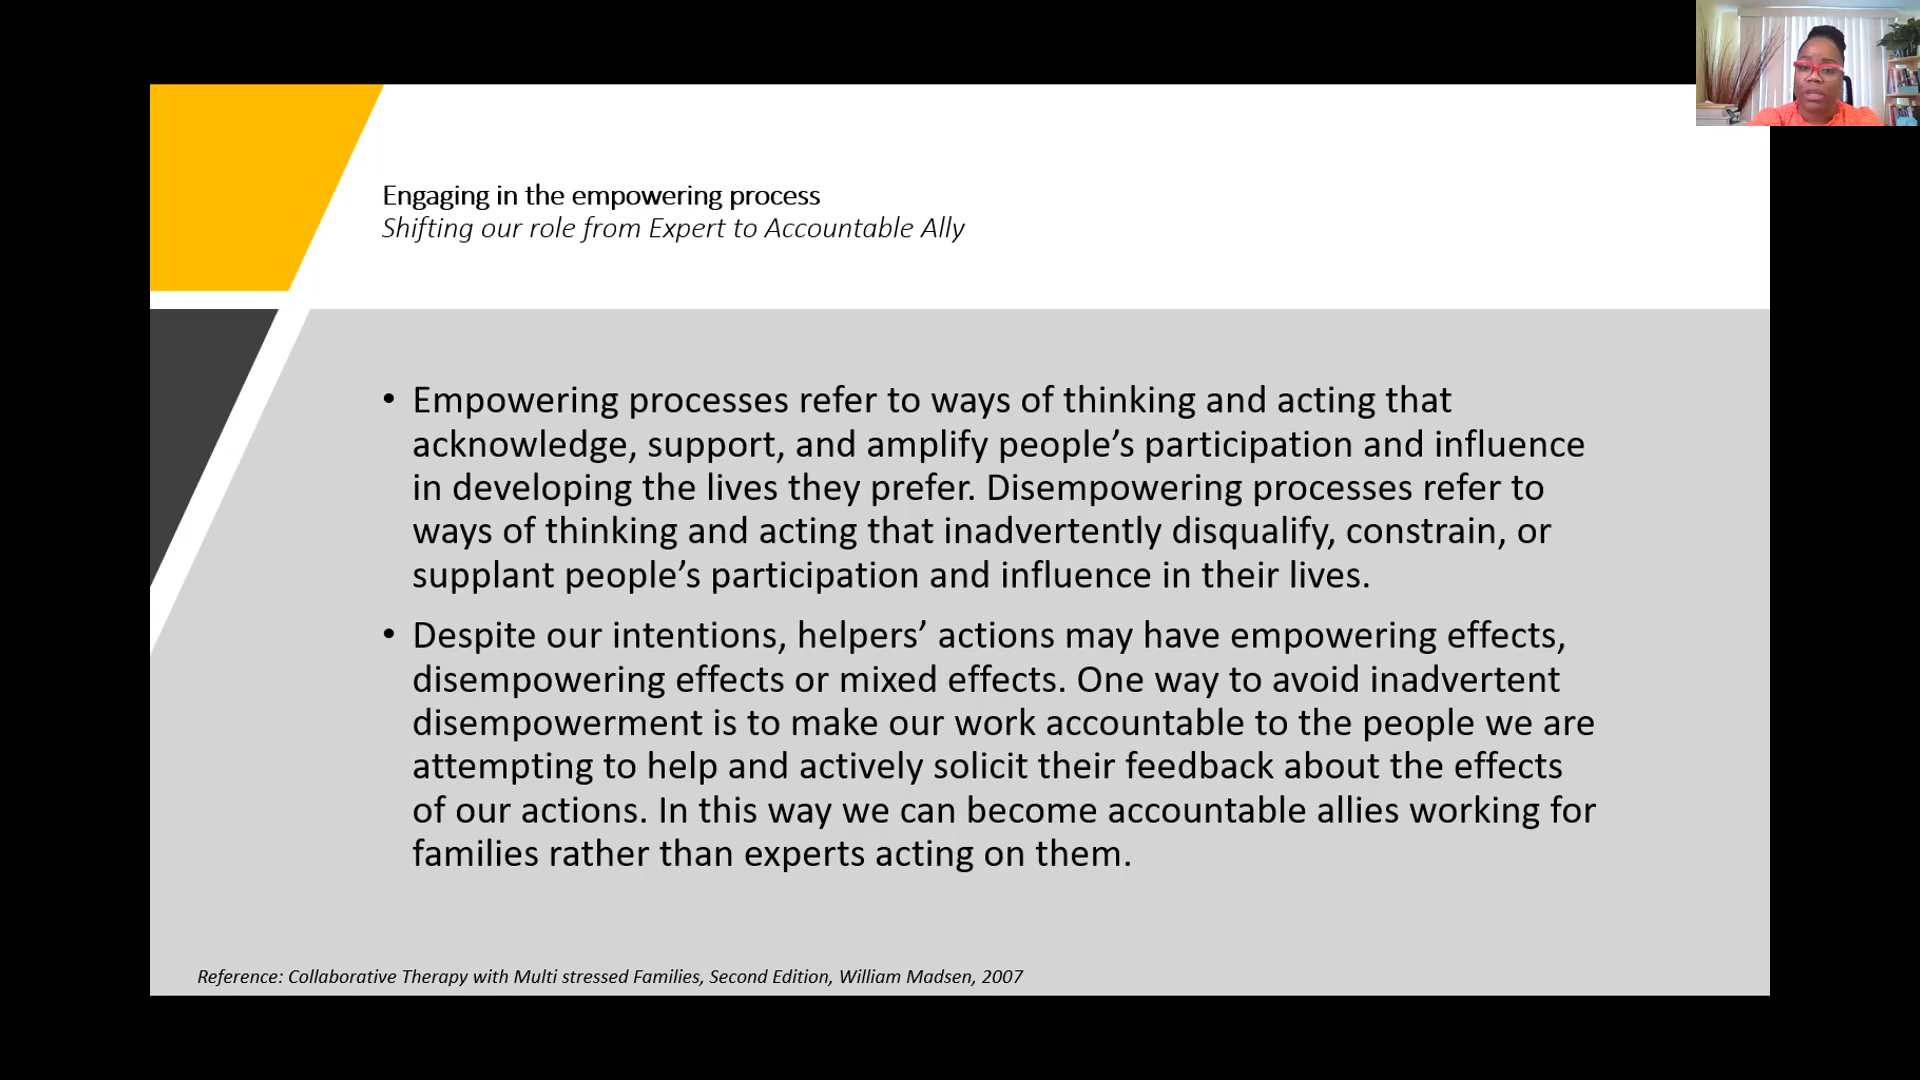 Engaging in the empowering process
Shifting our role from Expert to Accountable Ally
• Empowering processes refer to ways of thinking and acting that
acknowledge, support, and amplify people’s participation and influence
in developing the lives they prefer. Disempowering processes refer to
ways of thinking and acting that inadvertently disqualify, constrain, or
supplant people’s participation and influence in their lives.
• Despite our intentions, helpers’ actions may have empowering effects,
disempowering effects or mixed effects. One way to avoid inadvertent
disempowerment is to make our work accountable to the people we are
attempting to help and actively solicit their feedback about the effects
of our actions. In this way we can become accountable allies working for
families rather than experts acting on them.
Reference: Collaborative Therapy with Multi stressed Families, Second Edition, William Madsen, 2007